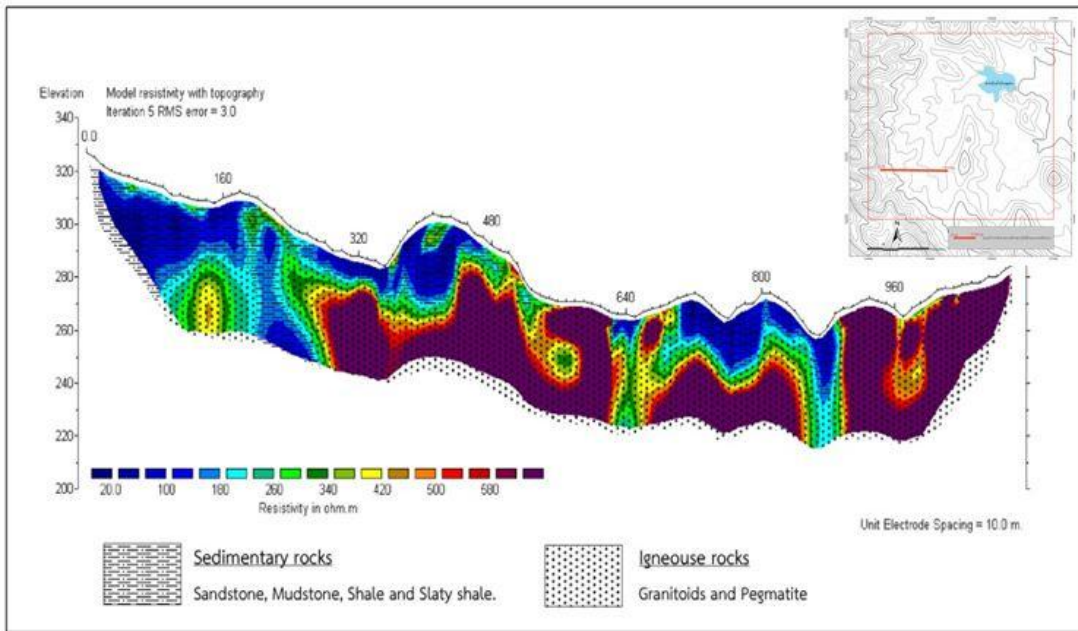 Elevation
Model resistivity with topography
Iteration 5 RMS error = 3.0
340
320
300
280
260
240
220
200
0.0
160
320
480
640
800
960
20.0 100 180 260 340 420 500 580
Resistivity in ohm.m
Unit Electrode Spacing = 10.0 m.
Sedimentary rocks
Sandstone, Mudstone, Shale and Slaty shale.
Igneouse rocks
Granitoids and Pegmatite